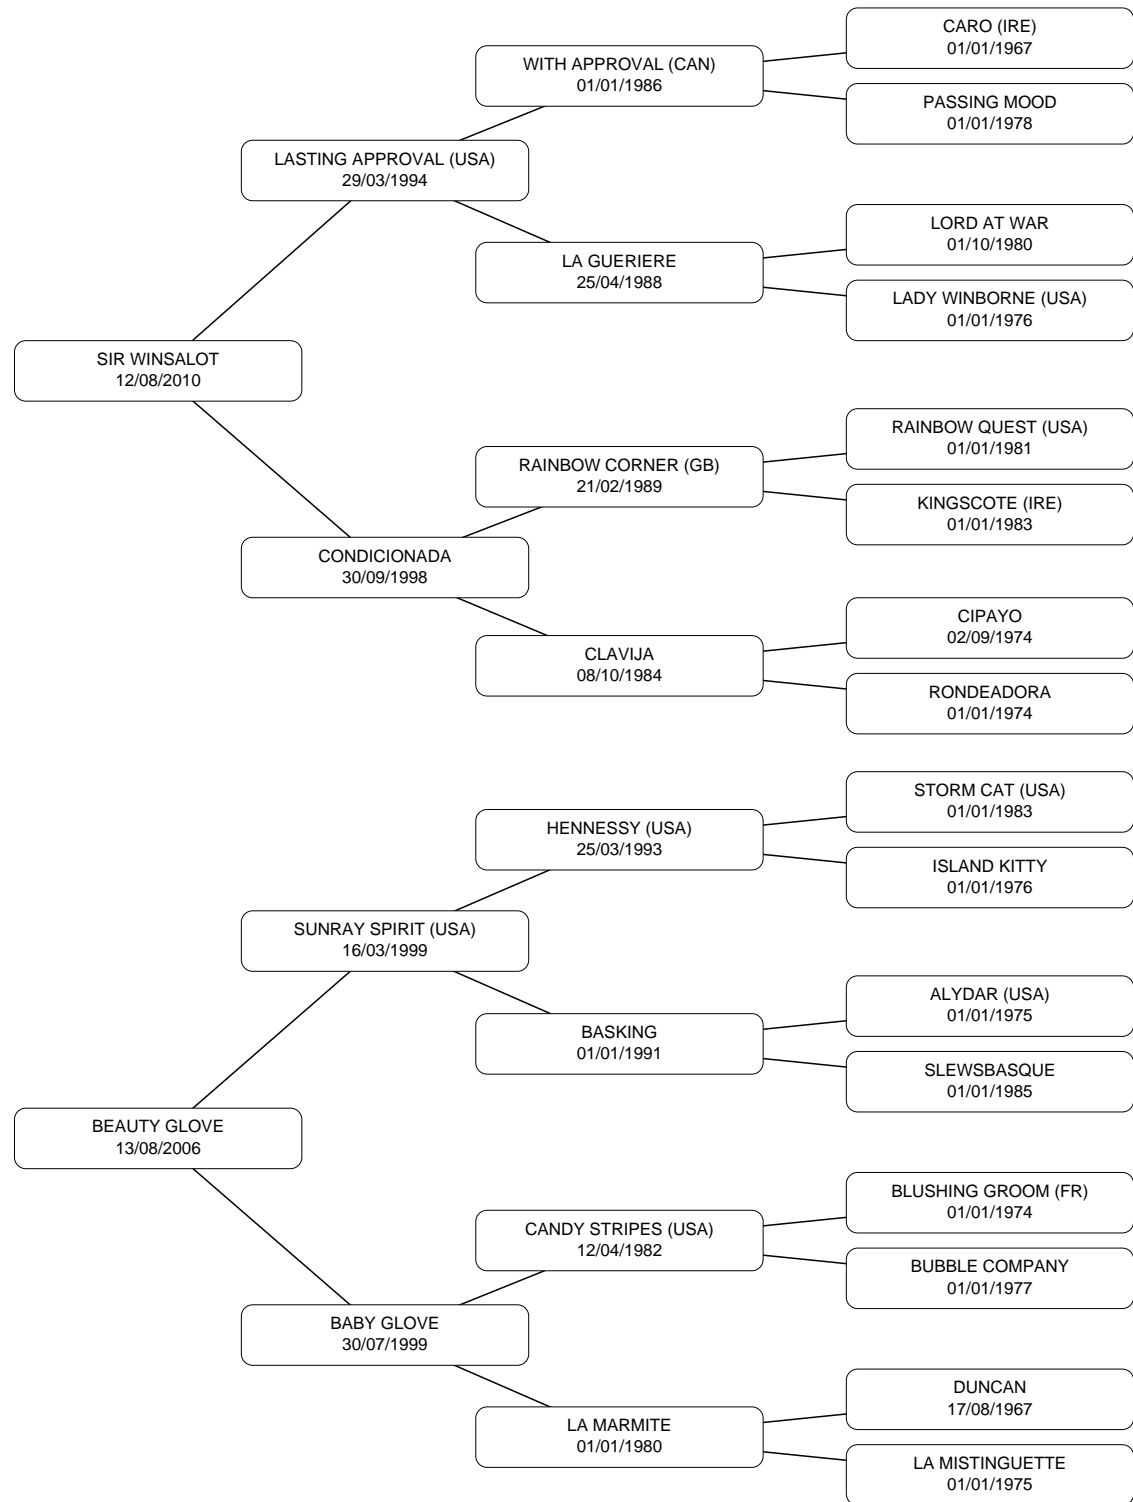 CARO (IRE)
01/01/1967
WITH APPROVAL (CAN)
01/01/1986
PASSING MOOD
01/01/1978
LASTING APPROVAL (USA)
29/03/1994
LORD AT WAR
01/10/1980
LA GUERIERE
25/04/1988
LADY WINBORNE (USA)
01/01/1976
SIR WINSALOT
12/08/2010
RAINBOW QUEST (USA)
01/01/1981
RAINBOW CORNER (GB)
21/02/1989
KINGSCOTE (IRE)
01/01/1983
CONDICIONADA
30/09/1998
CIPAYO
02/09/1974
CLAVIJA
08/10/1984
RONDEADORA
01/01/1974
STORM CAT (USA)
01/01/1983
HENNESSY (USA)
25/03/1993
ISLAND KITTY
01/01/1976
SUNRAY SPIRIT (USA)
16/03/1999
ALYDAR (USA)
01/01/1975
BASKING
01/01/1991
SLEWSBASQUE
01/01/1985
BEAUTY GLOVE
13/08/2006
BLUSHING GROOM (FR)
01/01/1974
CANDY STRIPES (USA)
12/04/1982
BUBBLE COMPANY
01/01/1977
BABY GLOVE
30/07/1999
DUNCAN
17/08/1967
LA MARMITE
01/01/1980
LA MISTINGUETTE
01/01/1975